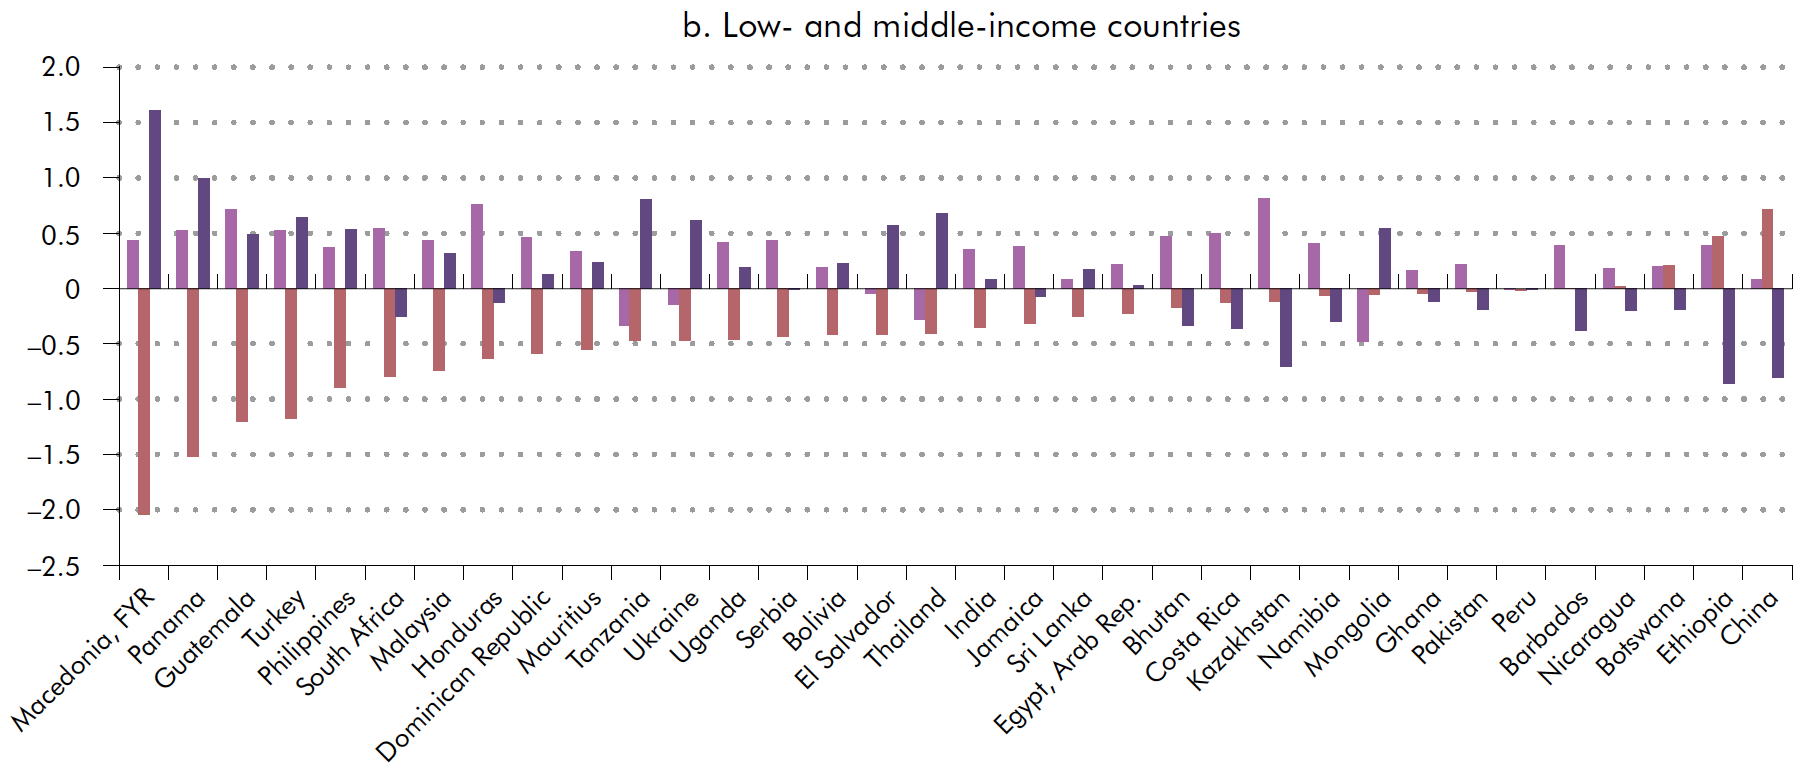 b. Low- and middle-income countries
2.0
1.5
1.0
0.5
0
–0.5
–1.0
–1.5
–2.0
–2.5
Macedonia, FYR
Panama
Guatemala
Turkey
Philippines
South Africa
Malaysia
Honduras
Dominican Republic
Mauritius
Tanzania
Ukraine
Uganda
Serbia
Bolivia
El Salvador
Thailand
India
Jamaica
Sri Lanka
Egypt, Arab Rep.
Bhutan
Costa Rica
Kazakhstan
Namibia
Mongolia
Ghana
Pakistan
Peru
Barbados
Nicaragua
Botswana
Ethiopia
China